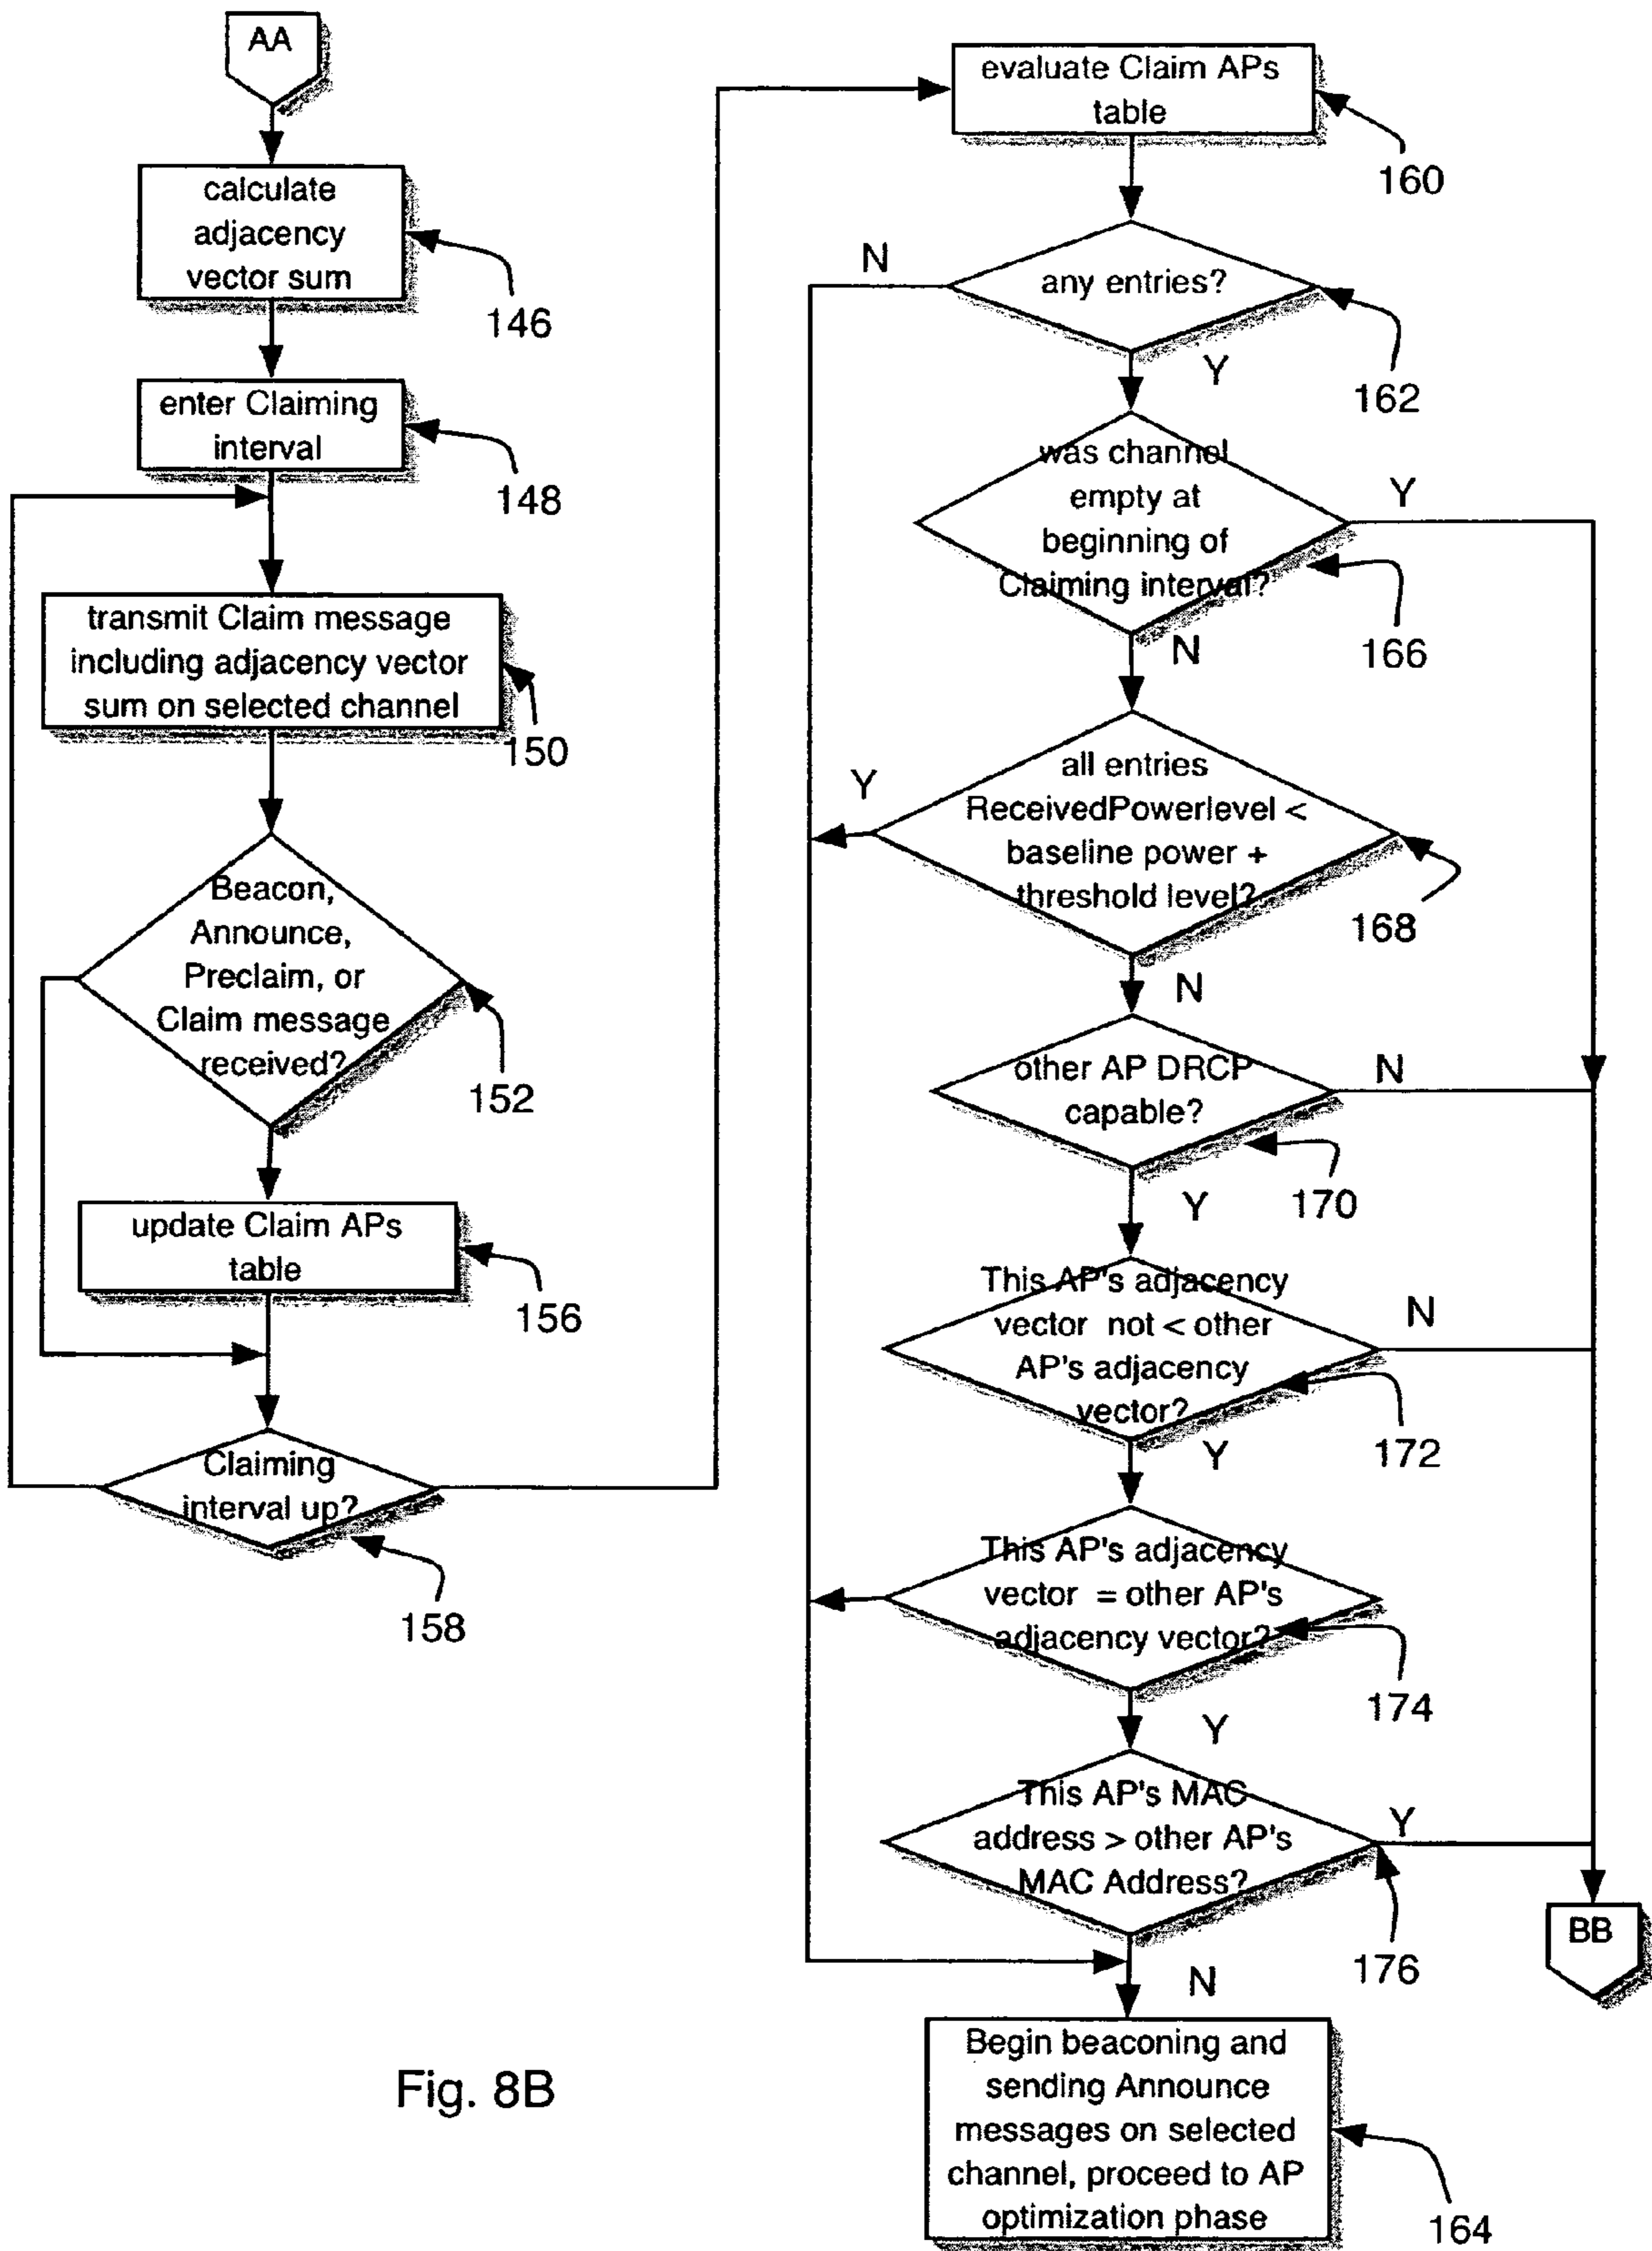 AA
calculate
adjacency
vector sum
146
enter Claiming
interval
148
transmit Claim message
including adjacency vector
sum on selected channel
150
Beacon,
Announce,
Preclaim, or
Claim message
received?
152
update Claim APs
table
156
Claiming
interval up?
158
evaluate Claim APs
table
160
any entries?
N
Y
162
was channel
empty at
beginning of
Claiming interval?
Y
N
166
all entries
ReceivedPowerlevel <
baseline power +
threshold level?
Y
N
168
other AP DRCP
capable?
N
Y
170
This AP's adjacency
vector not < other
AP's adjacency
vector?
N
Y
172
This AP's adjacency
vector = other AP's
adjacency vector?
Y
174
This AP's MAC
address > other AP's
MAC Address?
Y
N
176
BB
Begin beaconing and
sending Announce
messages on selected
channel, proceed to AP
optimization phase
164
Fig. 8B